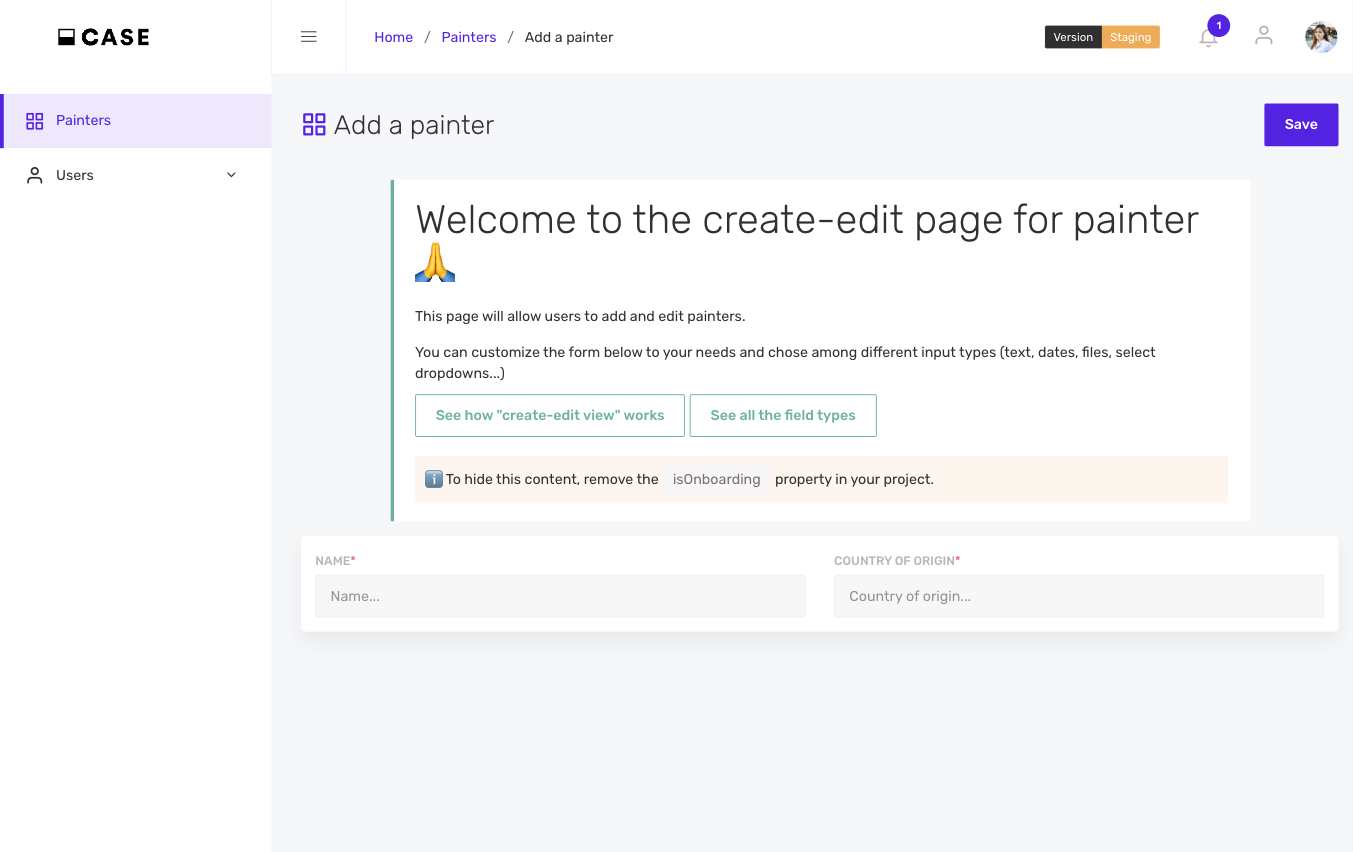 CASE
Home / Painters / Add a painter
Version Staging
1
Painters
Users
Add a painter
Save
Welcome to the create-edit page for painter
🙏
This page will allow users to add and edit painters.
You can customize the form below to your needs and chose among different input types (text, dates, files, select
dropdowns...)
See how "create-edit view" works
See all the field types
ℹ️ To hide this content, remove the isOnboarding property in your project.
NAME*
COUNTRY OF ORIGIN*
Name...
Country of origin...